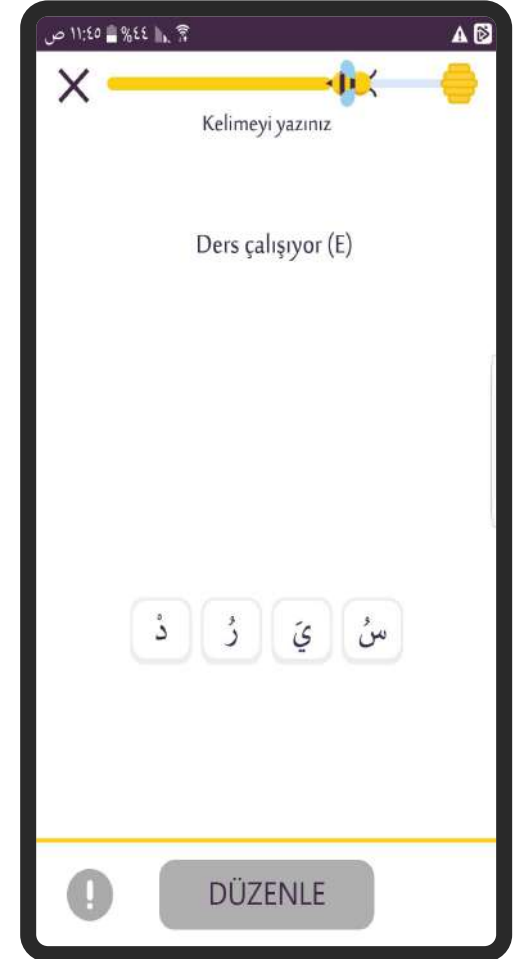 ص ١١:٤٥ %٤٤
Kelimeyi yazınız
Ders çalışıyor (E)
دْ رُ يَ سُ
DÜZENLE